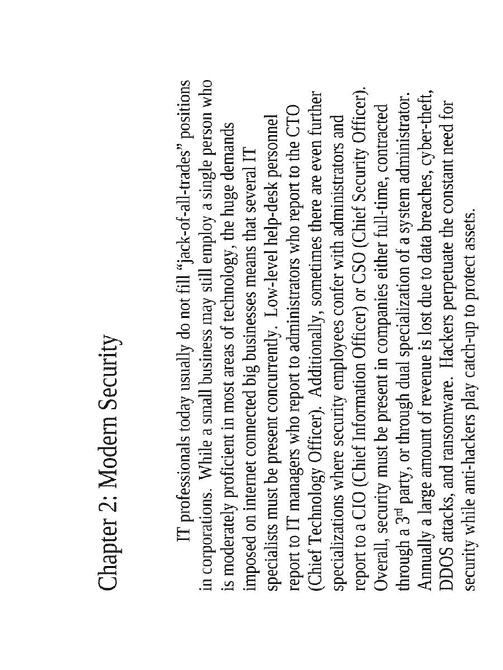 Chapter 2: Modern Security
IT professionals today usually do not fill “jack-of-all-trades” positions
in corporations.  While a small business may still employ a single person who
is moderately proficient in most areas of technology, the huge demands
imposed on internet connected big businesses means that several IT
specialists must be present concurrently.  Low-level help-desk personnel
report to IT managers who report to administrators who report to the CTO
(Chief Technology Officer).  Additionally, sometimes there are even further
specializations where security employees confer with administrators and
report to a CIO (Chief Information Officer) or CSO (Chief Security Officer).
Overall, security must be present in companies either full-time, contracted
through a 3rd party, or through dual specialization of a system administrator.
Annually a large amount of revenue is lost due to data breaches, cyber-theft,
DDOS attacks, and ransomware.  Hackers perpetuate the constant need for
security while anti-hackers play catch-up to protect assets.